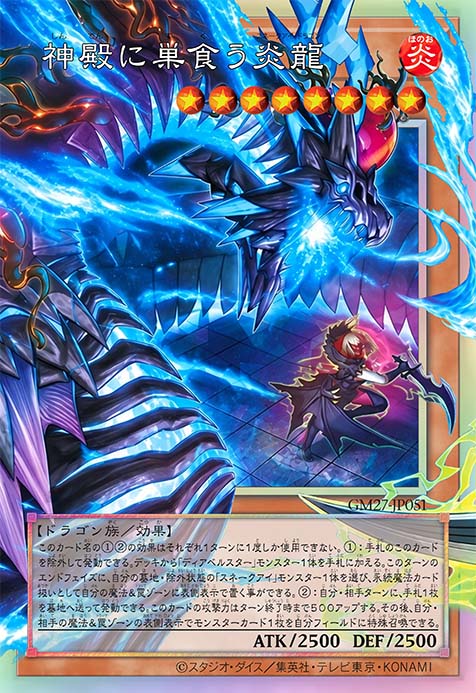 神殿に巣食う炎龍
ほのお
炎
GM27-JP051
【ドラゴン族/効果】
このカード名の①②の効果はそれぞれ1ターンに1度しか使用できない。①:手札のこのカード
を除外して発動できる。デッキから「ディアベルスター」モンスター1体を手札に加える。このターンの
エンドフェイズに、自分の墓地・除外状態の「スネークアイ」モンスター1体を選び、永続魔法カード
扱いとして自分の魔法&罠ゾーンに表側表示で置く事ができる。②:自分・相手ターンに、手札1枚
を墓地へ送って発動できる。このカードの攻撃力はターン終了時まで500アップする。その後、自分・
相手の魔法&罠ゾーンの表側表示でモンスターカード1枚を自分フィールドに特殊召喚できる。
ATK/2500 DEF/2500
©スタジオ・ダイス/集英社・テレビ東京・KONAMI